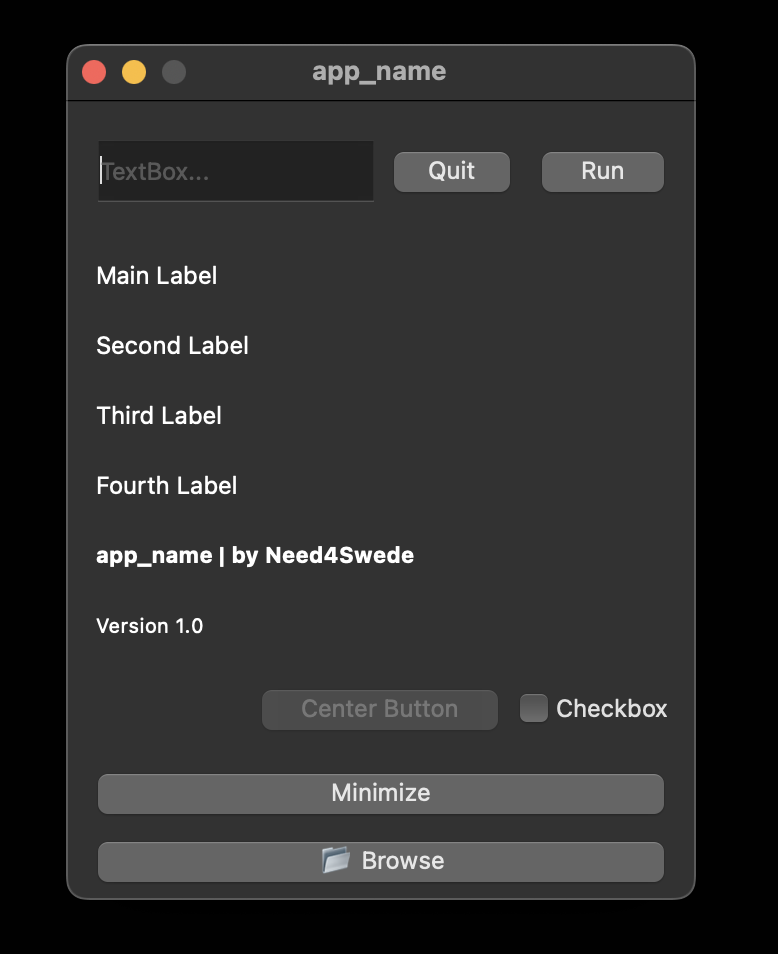 app_name
TextBox... Quit Run
Main Label
Second Label
Third Label
Fourth Label
app_name | by Need4Swede
Version 1.0
Center Button Checkbox
Minimize
Browse